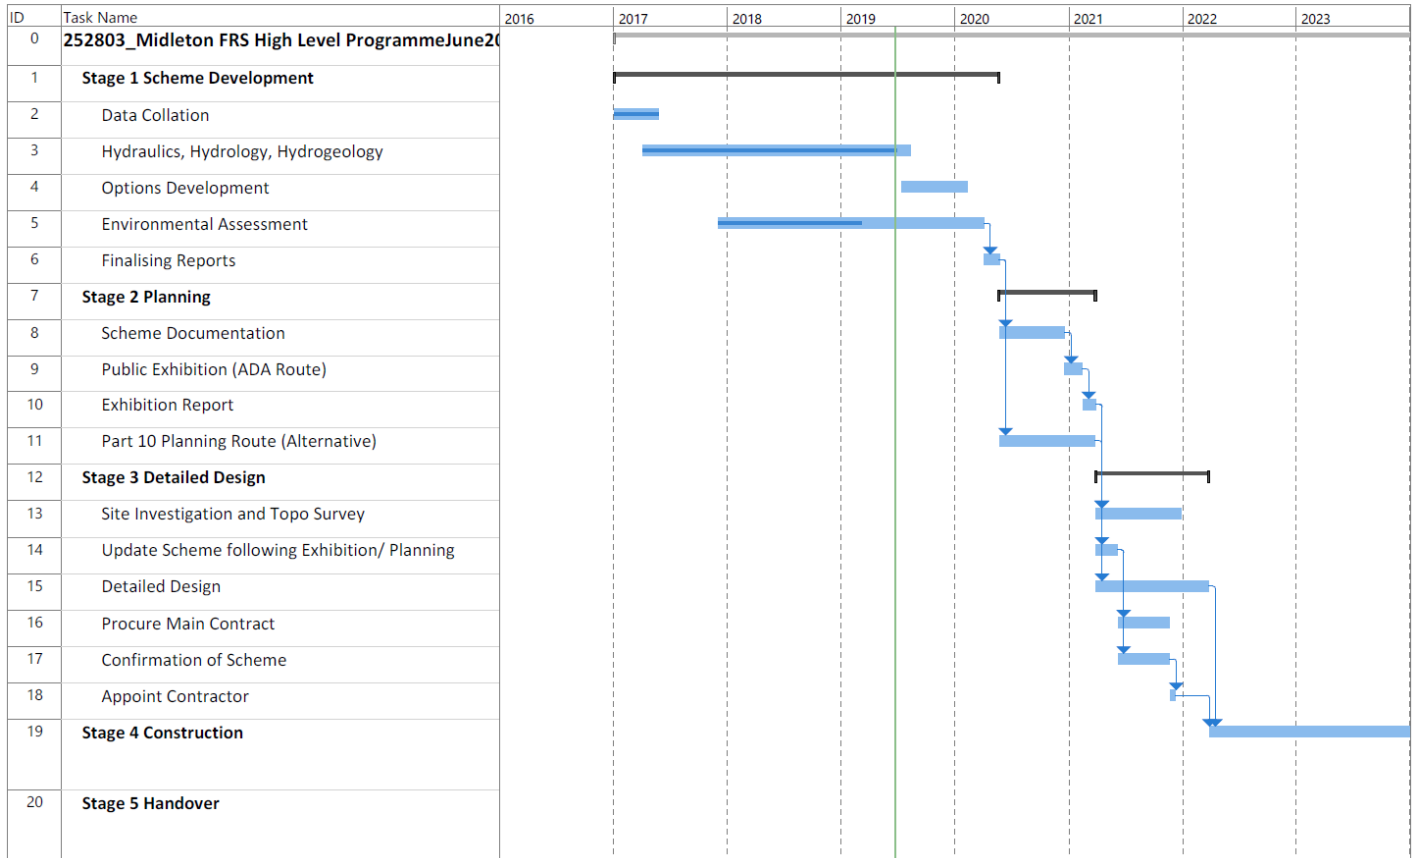 ID Task Name 2016 2017 2018 2019 2020 2021 2022 2023
0 252803_Midleton FRS High Level ProgrammeJune20
1 Stage 1 Scheme Development
2 Data Collation
3 Hydraulics, Hydrology, Hydrogeology
4 Options Development
5 Environmental Assessment
6 Finalising Reports
7 Stage 2 Planning
8 Scheme Documentation
9 Public Exhibition (ADA Route)
10 Exhibition Report
11 Part 10 Planning Route (Alternative)
12 Stage 3 Detailed Design
13 Site Investigation and Topo Survey
14 Update Scheme following Exhibition/ Planning
15 Detailed Design
16 Procure Main Contract
17 Confirmation of Scheme
18 Appoint Contractor
19 Stage 4 Construction
20 Stage 5 Handover